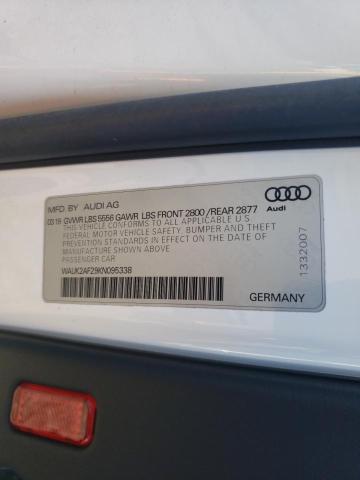 MFD. BY AUDI AG
03.19 GVWR LBS 5556 GAWR LBS FRONT 2800 / REAR 2877
THIS VEHICLE CONFORMS TO ALL APPLICABLE U.S.
FEDERAL MOTOR VEHICLE SAFETY, BUMPER AND THEFT
PREVENTION STANDARDS IN EFFECT ON THE DATE OF
MANUFACTURE SHOWN ABOVE.
PASSENGER CAR
WAUK2AF29KN095338
Audi
1332007
GERMANY